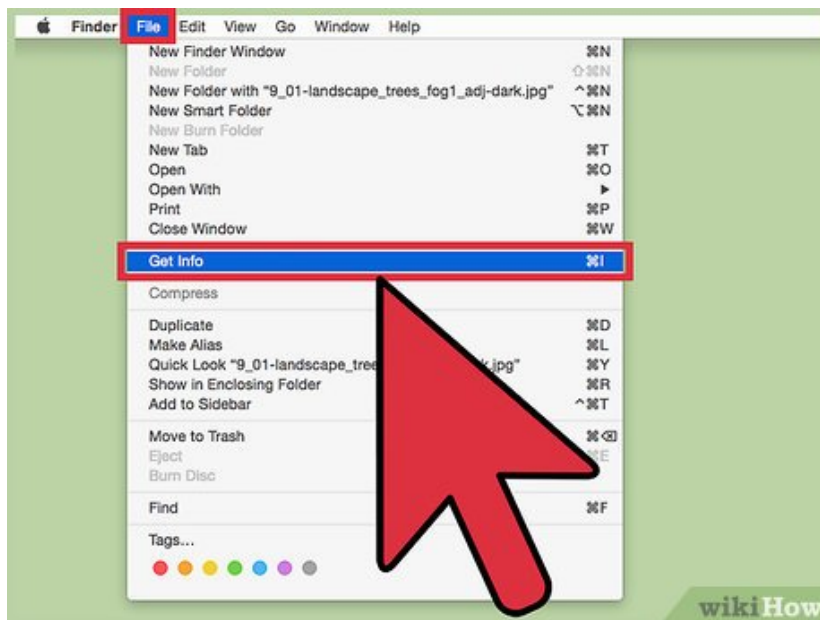 Finder File Edit View Go Window Help
New Finder Window ⌘N
New Folder ⇧⌘N
New Folder with "9_01-landscape_trees_fog1_adj-dark.jpg" ^⌘N
New Smart Folder ⌥⌘N
New Burn Folder
New Tab ⌘T
Open ⌘O
Open With ▶
Print ⌘P
Close Window ⌘W
Get Info ⌘I
Compress
Duplicate ⌘D
Make Alias ⌘L
Quick Look "9_01-landscape_tree .jpg" ⌘Y
Show in Enclosing Folder ⌘R
Add to Sidebar ^⌘T
Move to Trash ⌘⌫
Eject ⌘E
Burn Disc
Find ⌘F
Tags...
wikiHow